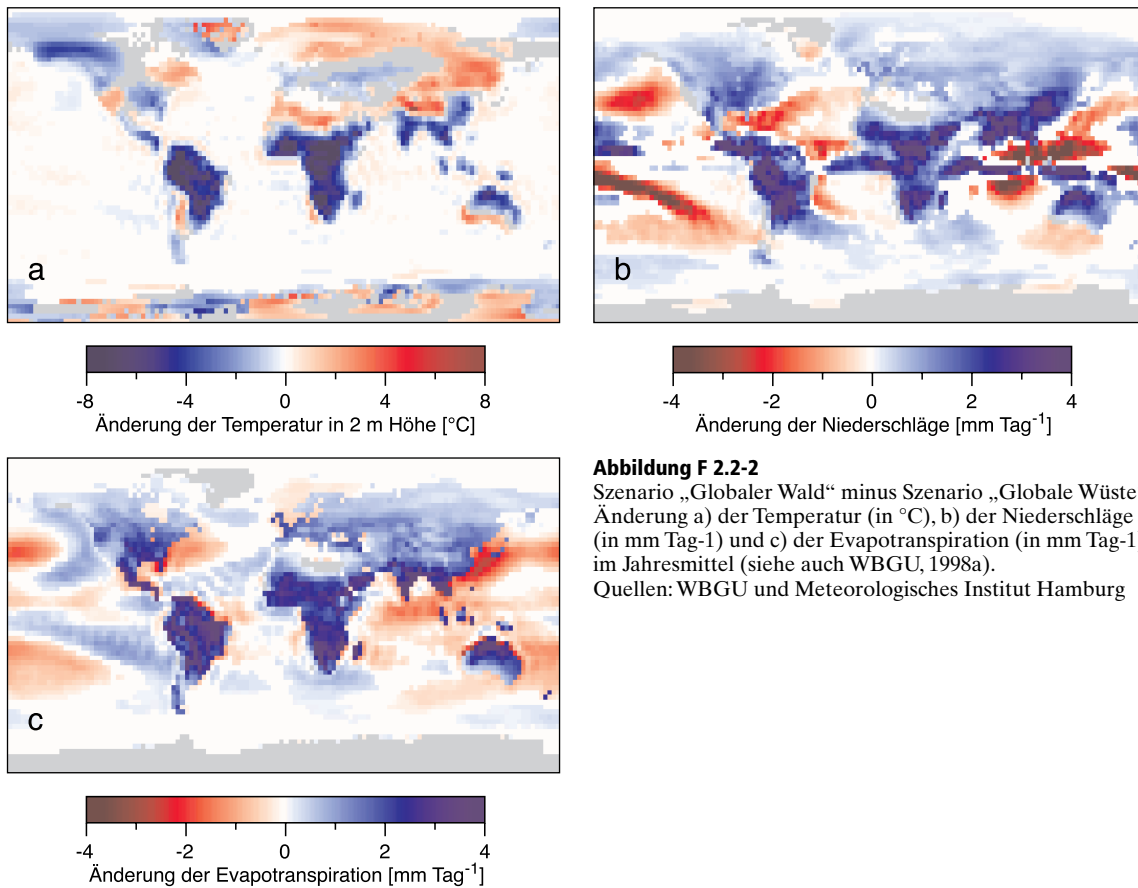 a
b
-8 -4 0 4 8
Änderung der Temperatur in 2 m Höhe [°C]
-4 -2 0 2 4
Änderung der Niederschläge [mm Tag-1]
c
-4 -2 0 2 4
Änderung der Evapotranspiration [mm Tag-1]
Abbildung F 2.2-2
Szenario „Globaler Wald“ minus Szenario „Globale Wüste
Änderung a) der Temperatur (in °C), b) der Niederschläge
(in mm Tag-1) und c) der Evapotranspiration (in mm Tag-1)
im Jahresmittel (siehe auch WBGU, 1998a).
Quellen: WBGU und Meteorologisches Institut Hamburg